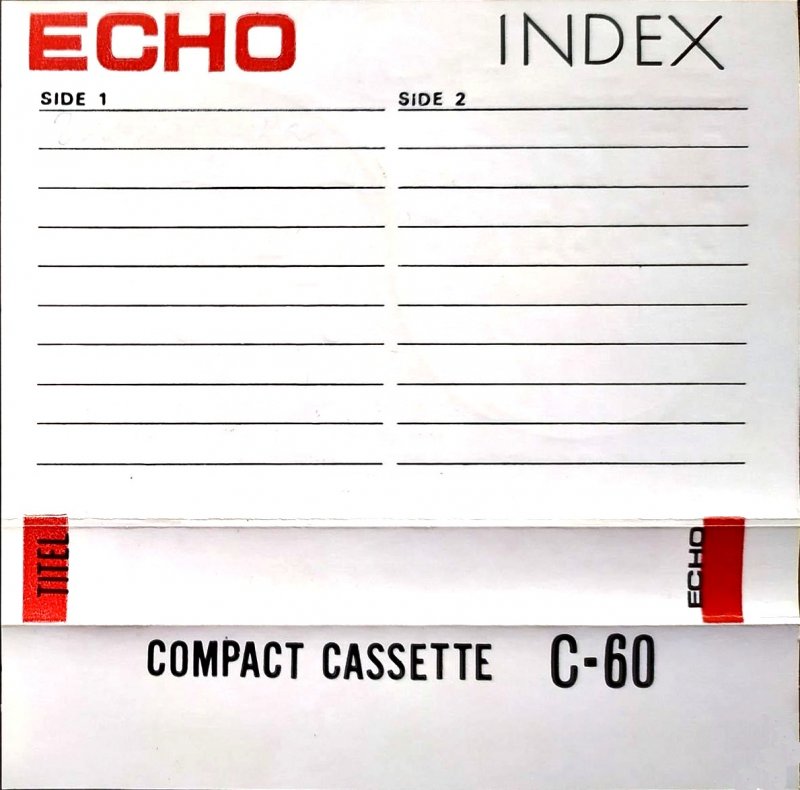 ECHO INDEX
SIDE 1 SIDE 2
TITEL ECHO
COMPACT CASSETTE C-60